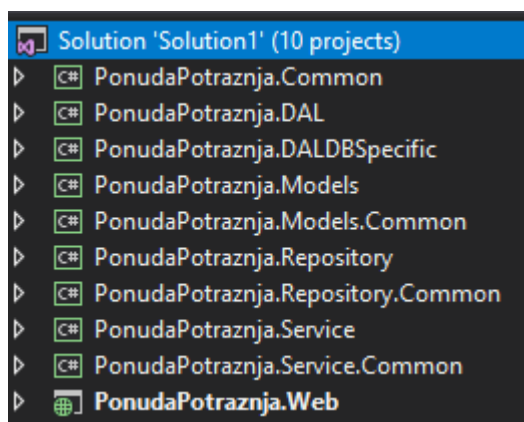 Solution 'Solution1' (10 projects)
C# PonudaPotraznja.Common
C# PonudaPotraznja.DAL
C# PonudaPotraznja.DALDBSpecific
C# PonudaPotraznja.Models
C# PonudaPotraznja.Models.Common
C# PonudaPotraznja.Repository
C# PonudaPotraznja.Repository.Common
C# PonudaPotraznja.Service
C# PonudaPotraznja.Service.Common
PonudaPotraznja.Web